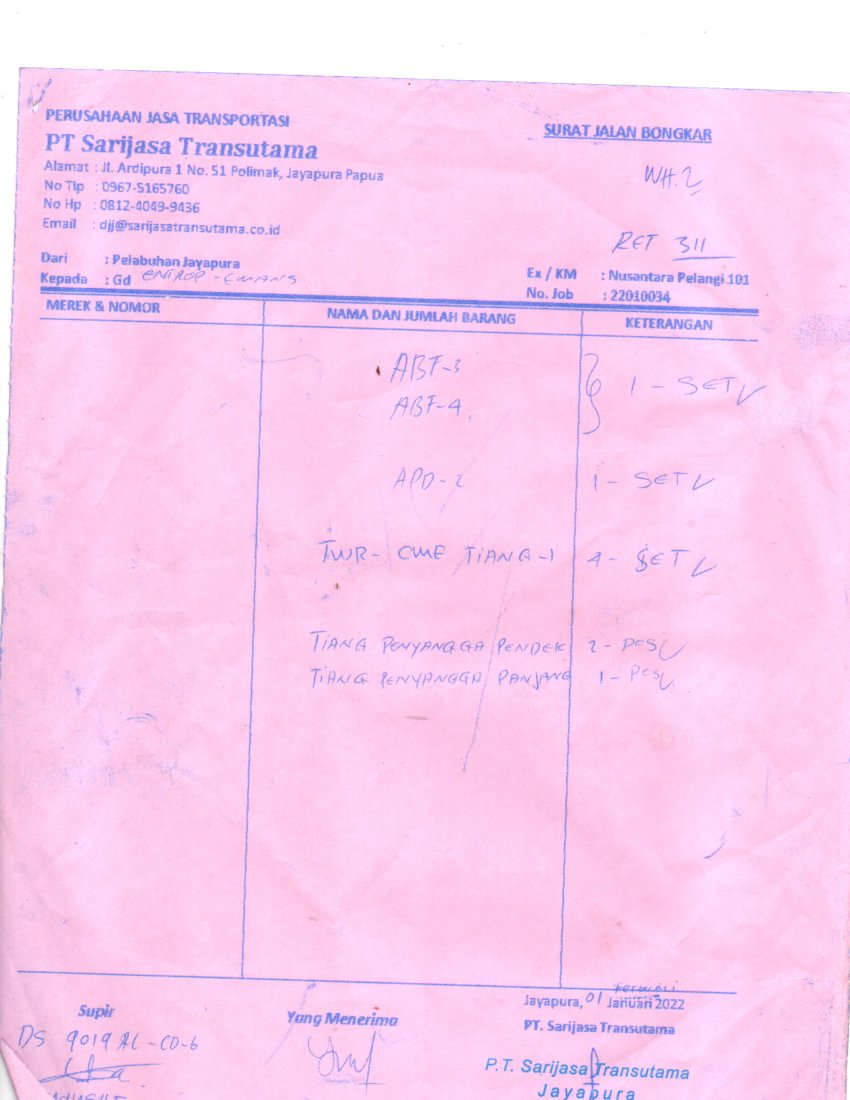 PERUSAHAAN JASA TRANSPORTASI
PT Sarijasa Transutama
Alamat : Jl. Ardipura 1 No. 51 Polimak, Jayapura Papua
No Tlp : 0967-5165760
No Hp : 0812-4049-9436
Email : djj@sarijasatransutama.co.id
SURAT JALAN BONGKAR
WH.2
RET 311
Dari : Pelabuhan Jayapura
Kepada : Gd ENTROP -
Ex / KM : Nusantara Pelangi 101
No. Job : 22010034
MEREK & NOMOR NAMA DAN JUMLAH BARANG KETERANGAN
ABF-3
ABF-4 } 1 - SET
APD-2 1 - SET
TWR - CME TIANG-1 4 - SET
TIANG PENYANGGA PENDEK 2 - PCS
TIANG PENYANGGA PANJANG 1 - PCS
Februari
Jayapura, 01 Januari 2022
Supir Yang Menerima PT. Sarijasa Transutama
DS 9019 AL-CD-6
P.T. Sarijasa Transutama
Jayapura